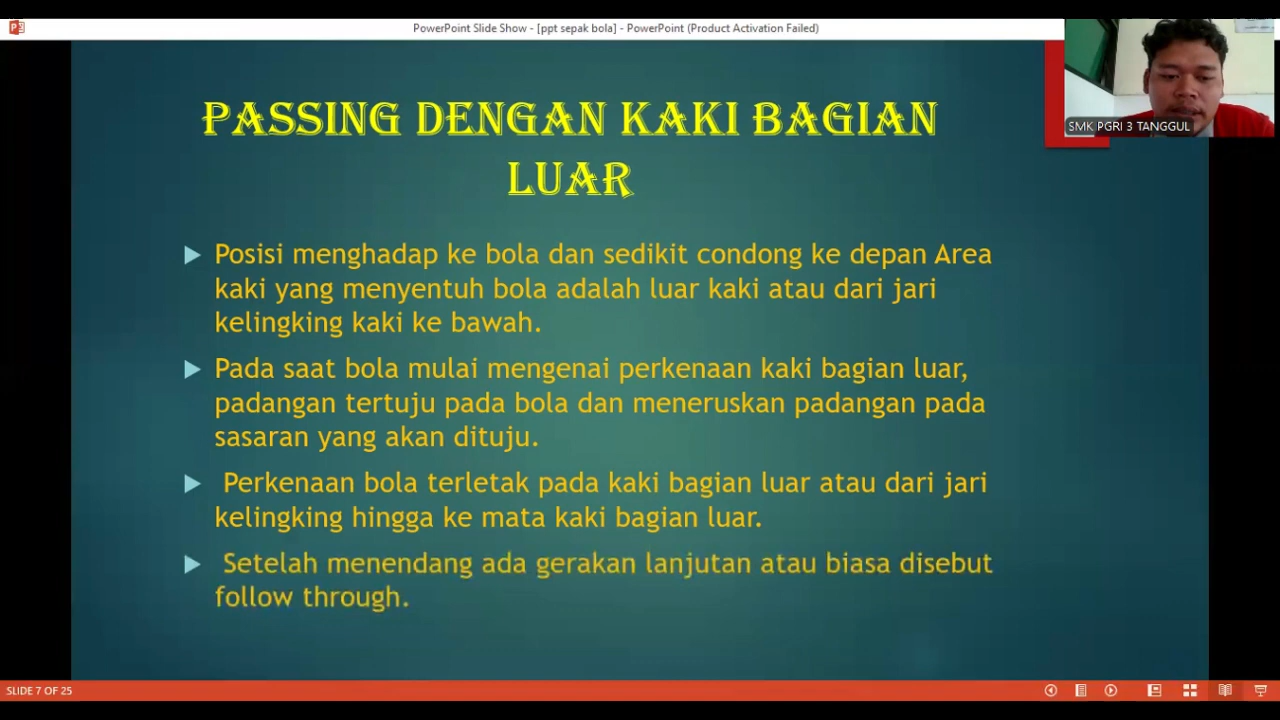 PowerPoint Slide Show - [ppt sepak bola] - PowerPoint (Product Activation Failed)
SMK PGRI 3 TANGGUL
PASSING DENGAN KAKI BAGIAN
LUAR
Posisi menghadap ke bola dan sedikit condong ke depan Area
kaki yang menyentuh bola adalah luar kaki atau dari jari
kelingking kaki ke bawah.
Pada saat bola mulai mengenai perkenaan kaki bagian luar,
padangan tertuju pada bola dan meneruskan padangan pada
sasaran yang akan dituju.
Perkenaan bola terletak pada kaki bagian luar atau dari jari
kelingking hingga ke mata kaki bagian luar.
Setelah menendang ada gerakan lanjutan atau biasa disebut
follow through.
SLIDE 7 OF 25